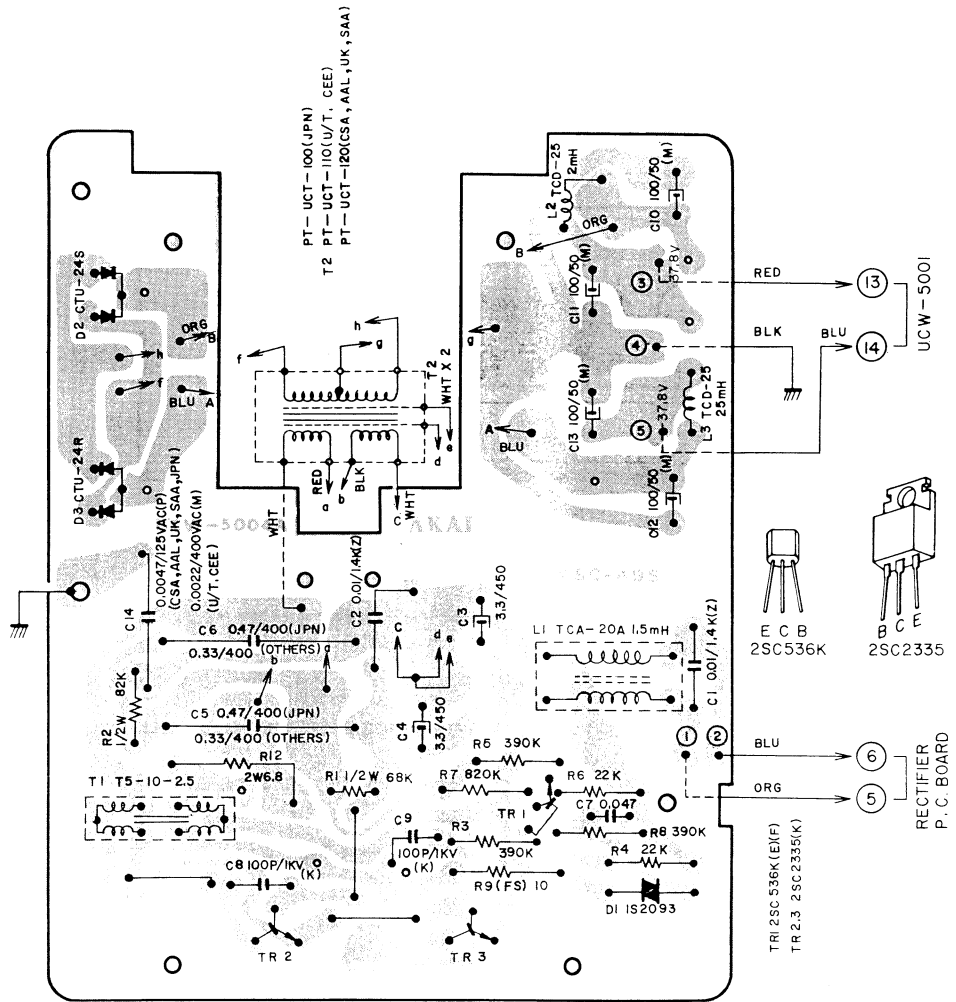 PT-UCT-100(JPN)
T2 PT-UCT-110(U/T, CEE)
PT-UCT-120(CSA, AAL, UK, SAA)
L2 TCD-25
2mH
C10 100/50 (M)
ORG
B
37.8V
3
C11 100/50 (M)
RED
13
BLK
BLU
14
UCW-5001
4
D2 CTU-24S
ORG
B
h
f
BLU
A
D3 CTU-24R
h
g
f
T2
WHT X 2
g
d
e
RED
a
b
BLK
C
WHT
WHT
A
BLU
C13 100/50 (M)
37.8V
5
L3 TCD-25
25mH
C12 100/50 (M)
-5004A
AKAI
C14
0.0047/125VAC(P)
(CSA, AAL, UK, SAA, JPN)
0.0022/400VAC(M)
(U/T. CEE)
C6 0.47/400(JPN)
0.33/400 (OTHERS)
b
a
C2 0.01/1.4K(Z)
C
d
e
C3
3.3/450
C4
3.3/450
L1 TCA-20A 1.5mH
C1 0.01/1.4K(Z)
E C B
2SC536K
B C E
2SC2335
R2
1/2W 82K
C5 0.47/400(JPN)
0.33/400 (OTHERS)
R12
2W6.8
T1 T5-10-2.5
R1 1/2W 68K
R5 390K
R7 820K
R6 22K
TR1
C7 0.047
R8 390K
R3
390K
R4 22K
R9(FS) 10
D1 1S2093
C9
100P/1KV
(K)
C8 100P/1KV
(K)
TR2
TR3
1
2
BLU
6
ORG
5
RECTIFIER
P.C. BOARD
TR1 2SC536K(E)(F)
TR2.3 2SC2335(K)